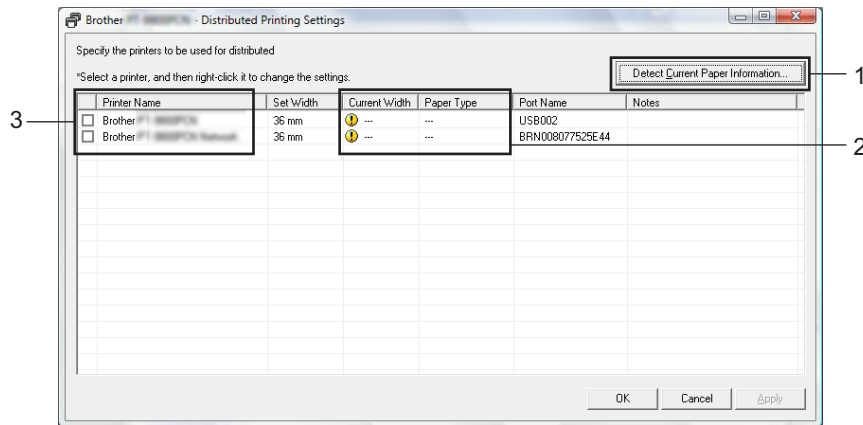 Brother - Distributed Printing Settings
Specify the printers to be used for distributed
*Select a printer, and then right-click it to change the settings.
Detect Current Paper Information...
1
3
Printer Name Set Width Current Width Paper Type Port Name Notes
Brother 36 mm --- --- USB002
Brother 36 mm --- --- BRN008077525E44
2
OK Cancel Apply